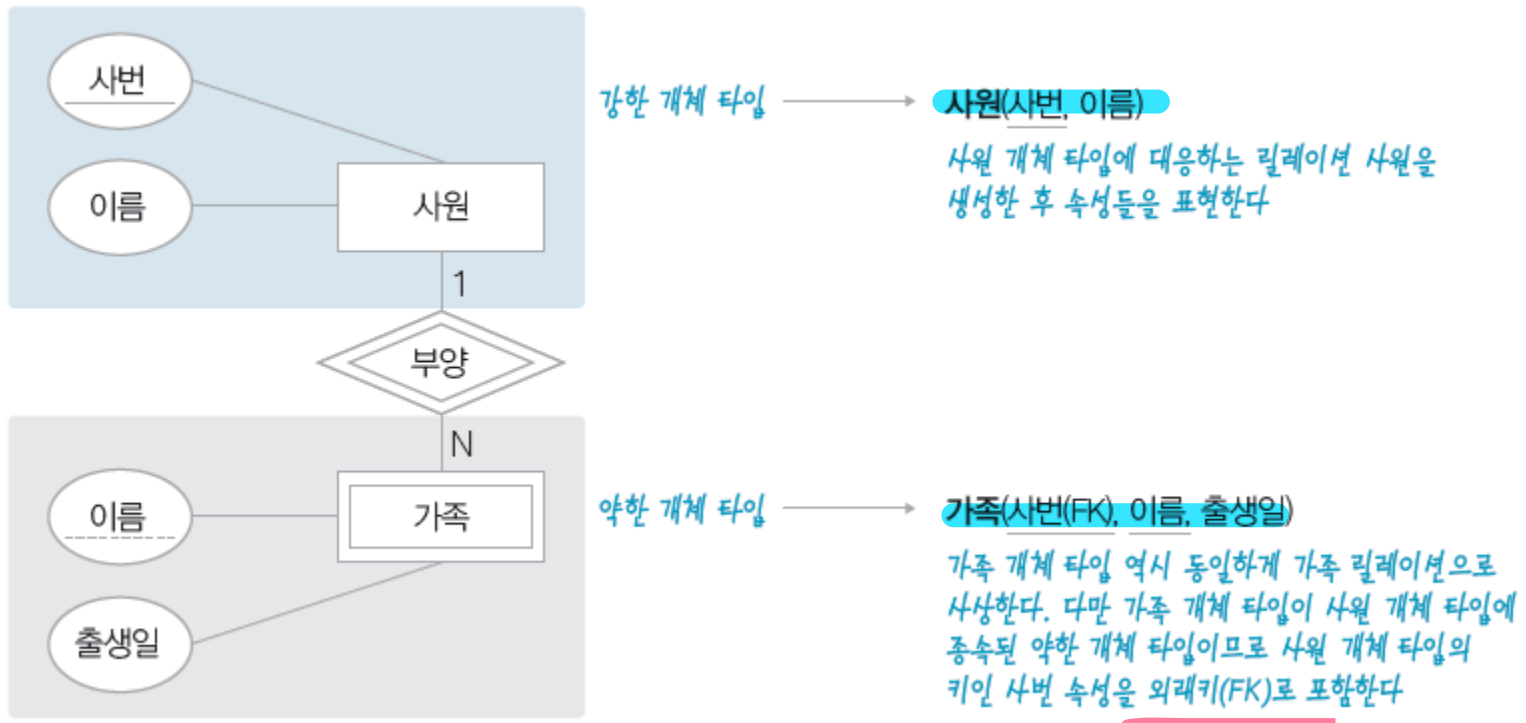 사번
강한 개체 타입
사원(사번, 이름)
사원 개체 타입에 대응하는 릴레이션 사원을
생성한 후 속성들을 표현한다
이름
사원
1
부양
N
이름
가족
약한 개체 타입
가족(사번(FK), 이름, 출생일)
가족 개체 타입 역시 동일하게 가족 릴레이션으로
사상한다. 다만 가족 개체 타입이 사원 개체 타입에
종속된 약한 개체 타입이므로 사원 개체 타입의
키인 사번 속성을 외래키(FK)로 포함한다
출생일